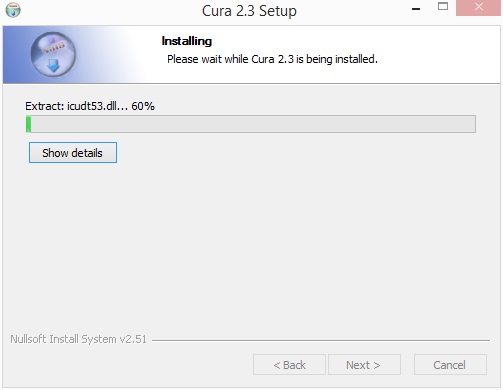 Cura 2.3 Setup
Installing
Please wait while Cura 2.3 is being installed.
Extract: icudt53.dll... 60%
Show details
Nullsoft Install System v2.51
< Back
Next >
Cancel